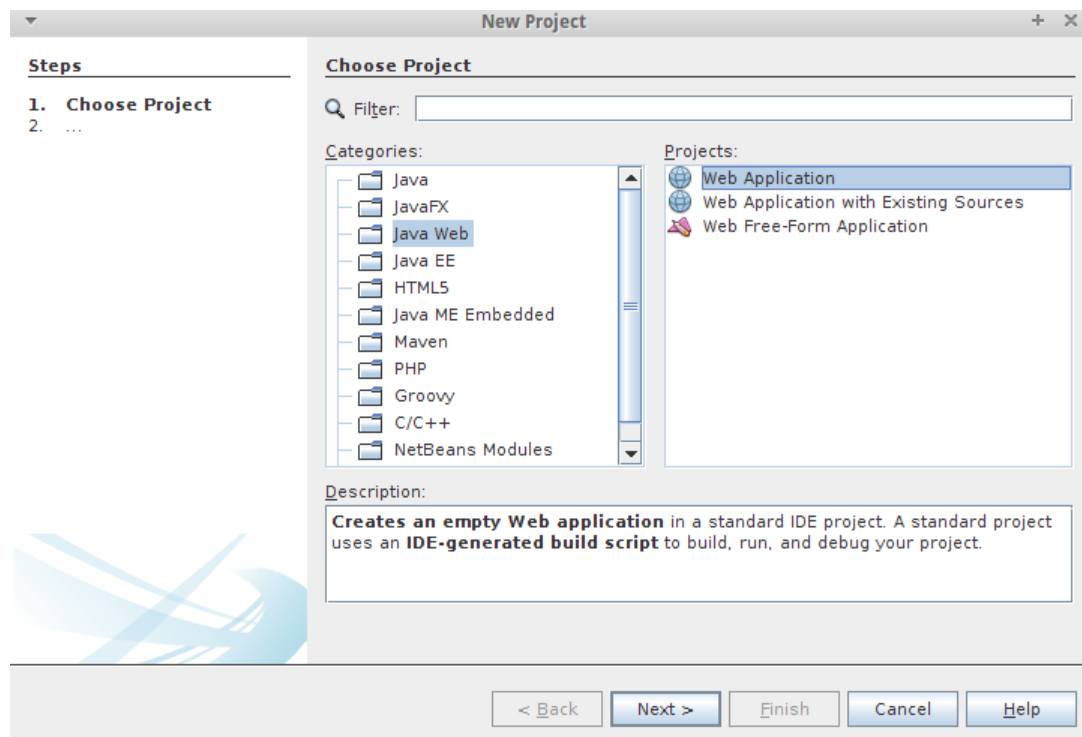 New Project
Steps
1. Choose Project
2. ...
Choose Project
Filter:
Categories:
Java
JavaFX
Java Web
Java EE
HTML5
Java ME Embedded
Maven
PHP
Groovy
C/C++
NetBeans Modules
Projects:
Web Application
Web Application with Existing Sources
Web Free-Form Application
Description:
Creates an empty Web application in a standard IDE project. A standard project
uses an IDE-generated build script to build, run, and debug your project.
< Back Next > Finish Cancel Help